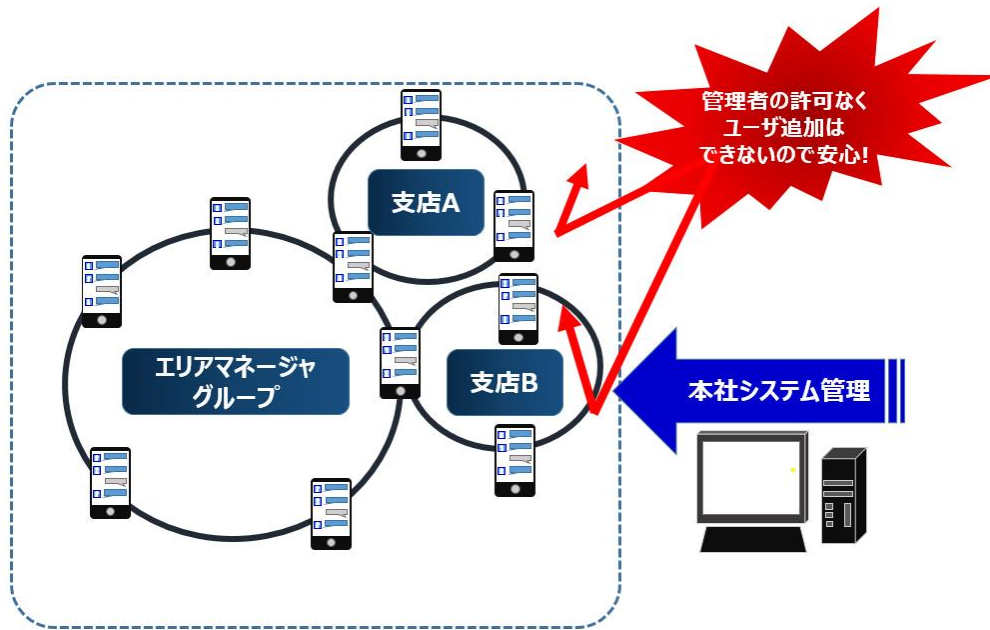 管理者の許可なく
ユーザ追加は
できないので安心!
支店A
エリアマネージャ
グループ
支店B
本社システム管理